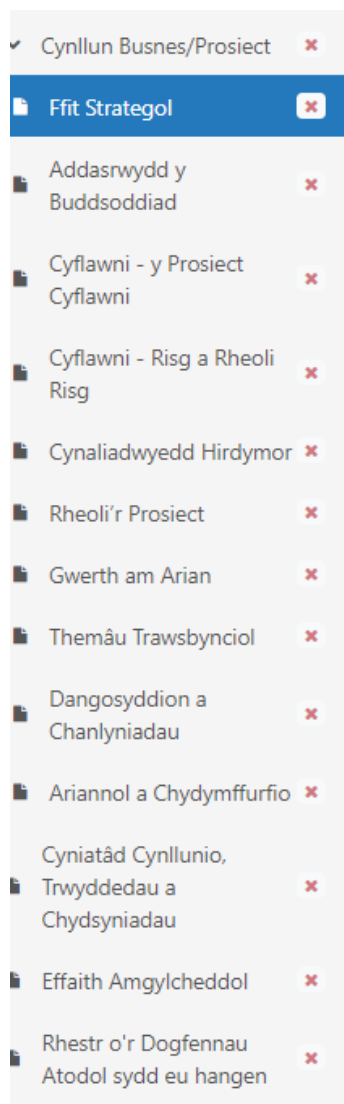 Cynllun Busnes/Prosiect
Ffit Strategol
Addasrwydd y
Buddsoddiad
Cyflawni - y Prosiect
Cyflawni
Cyflawni - Risg a Rheoli
Risg
Cynaliadwyedd Hirdymor
Rheoli’r Prosiect
Gwerth am Arian
Themâu Trawsbynciol
Dangosyddion a
Chanlyniadau
Ariannol a Chydymffurfio
Cyniatâd Cynllunio,
Trwyddedau a
Chydsyniadau
Effaith Amgylcheddol
Rhestr o'r Dogfennau
Atodol sydd eu hangen